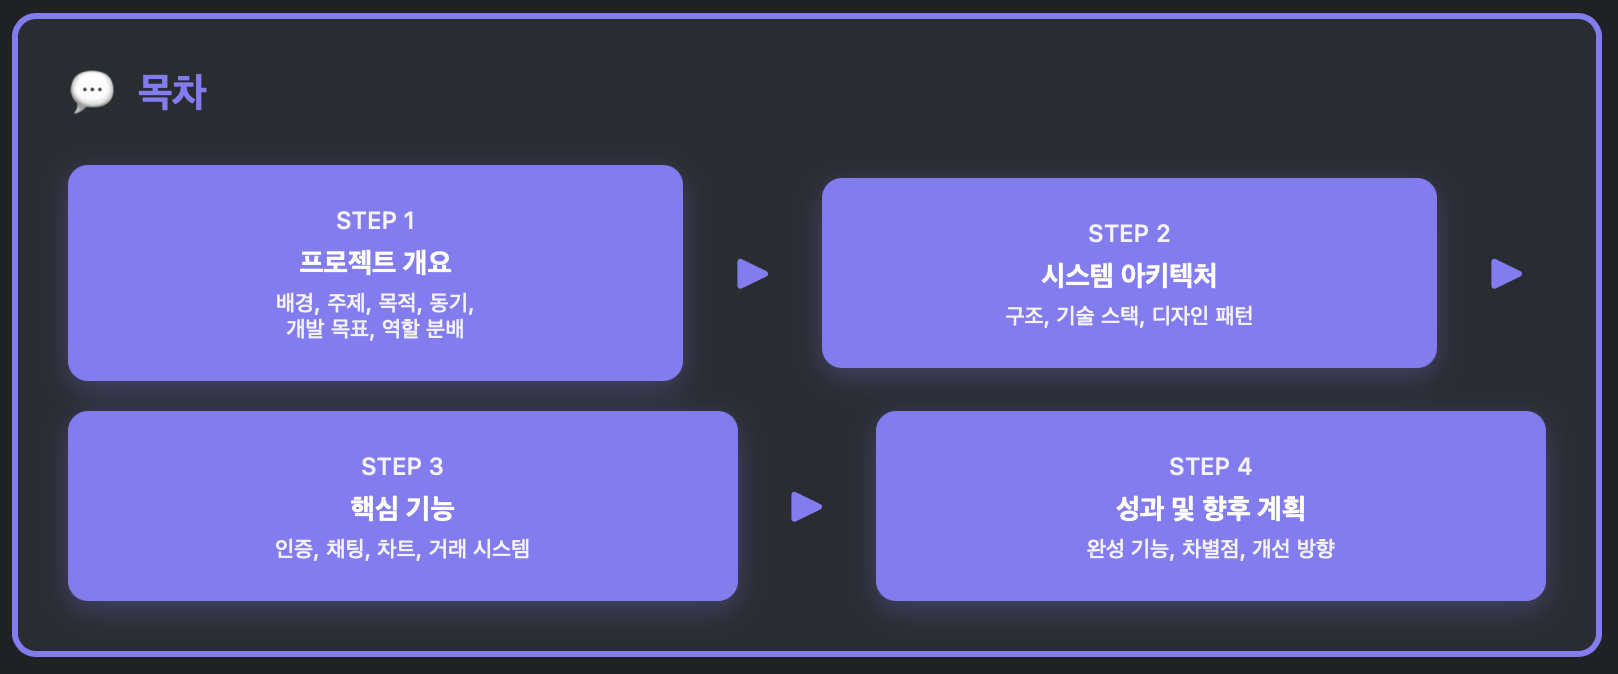 목차
STEP 1
프로젝트 개요
배경, 주제, 목적, 동기,
개발 목표, 역할 분배
STEP 2
시스템 아키텍처
구조, 기술 스택, 디자인 패턴
STEP 3
핵심 기능
인증, 채팅, 차트, 거래 시스템
STEP 4
성과 및 향후 계획
완성 기능, 차별점, 개선 방향